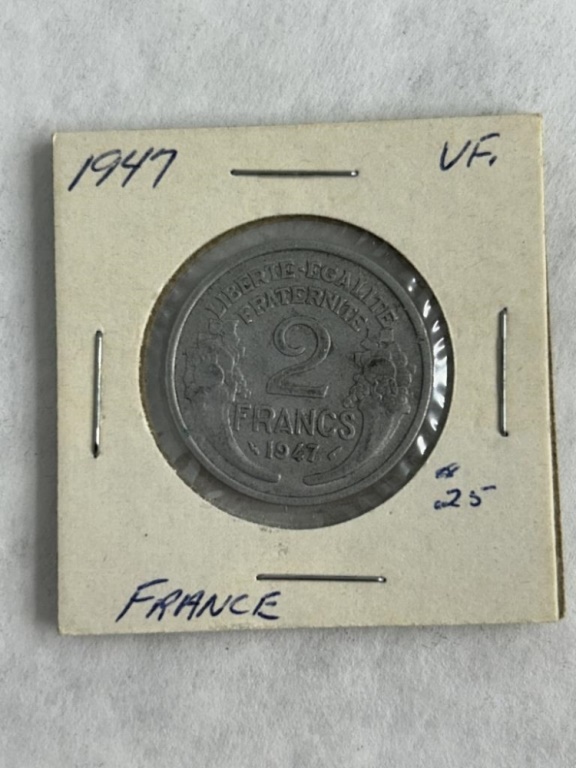 1947 VF.
LIBERTE-EGALITE
FRATERNITE
2
FRANCS
1947
.25
FRANCE